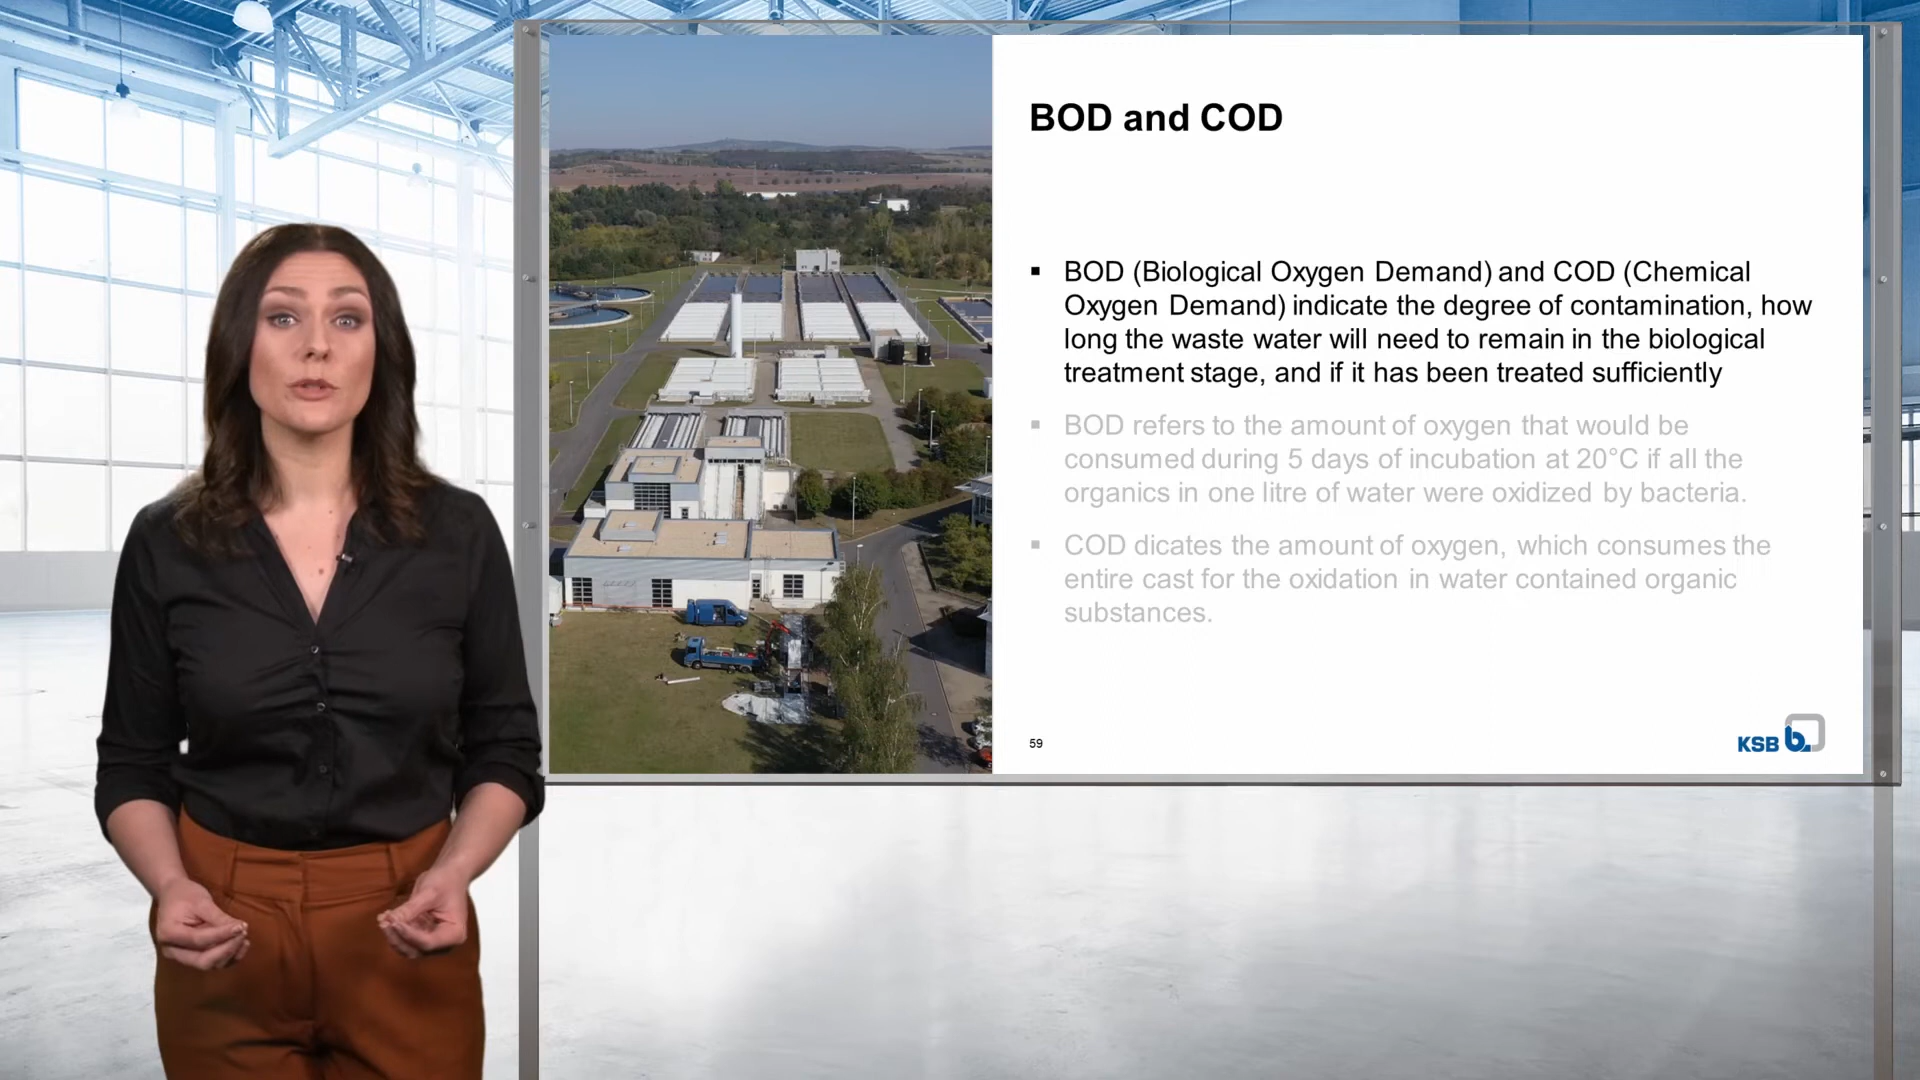 BOD and COD
▪ BOD (Biological Oxygen Demand) and COD (Chemical
Oxygen Demand) indicate the degree of contamination, how
long the waste water will need to remain in the biological
treatment stage, and if it has been treated sufficiently
▪ BOD refers to the amount of oxygen that would be
consumed during 5 days of incubation at 20°C if all the
organics in one litre of water were oxidized by bacteria.
▪ COD dicates the amount of oxygen, which consumes the
entire cast for the oxidation in water contained organic
substances.
59
KSB b